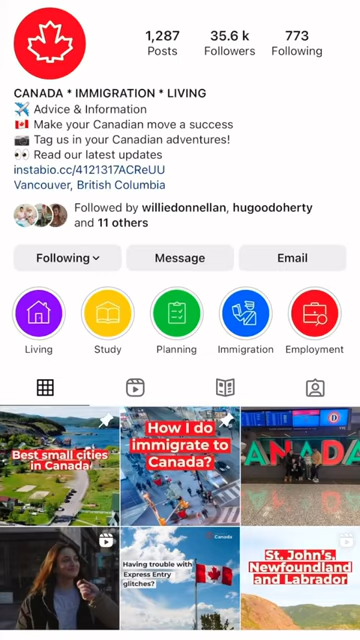 1,287 35.6 k 773
Posts Followers Following
CANADA * IMMIGRATION * LIVING
✈️ Advice & Information
🇨🇦 Make your Canadian move a success
📷 Tag us in your Canadian adventures!
👀 Read our latest updates
instabio.cc/4121317ACReUU
Vancouver, British Columbia
Followed by williedonnellan, hugoodoherty
and 11 others
Following Message Email
Living Study Planning Immigration Employment
Best small cities
in Canada
How I do
immigrate to
Canada?
CANADA
Canada
Having trouble with
Express Entry
glitches?
St. John's,
Newfoundland
and Labrador